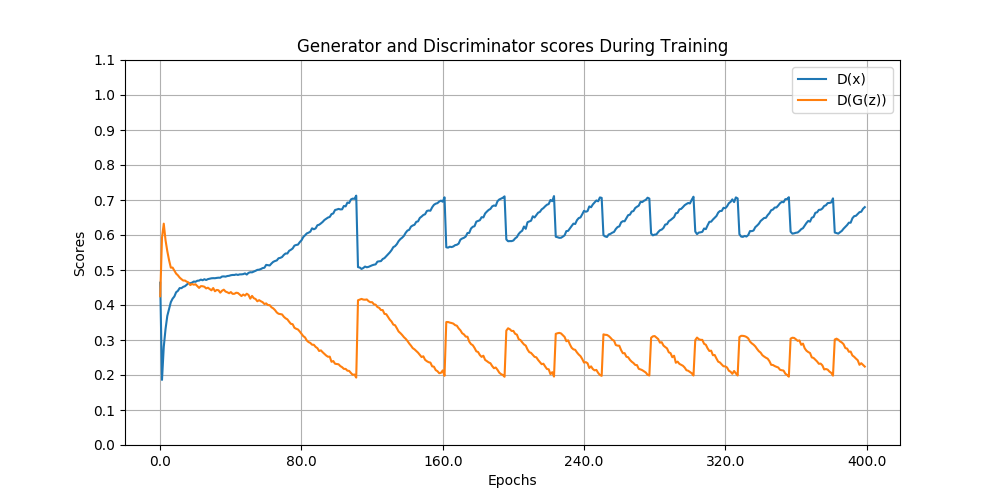 Generator and Discriminator scores During Training
1.1
1.0
0.9
0.8
0.7
0.6
0.5
0.4
0.3
0.2
0.1
0.0
Scores
D(x)
D(G(z))
0.0 80.0 160.0 240.0 320.0 400.0
Epochs